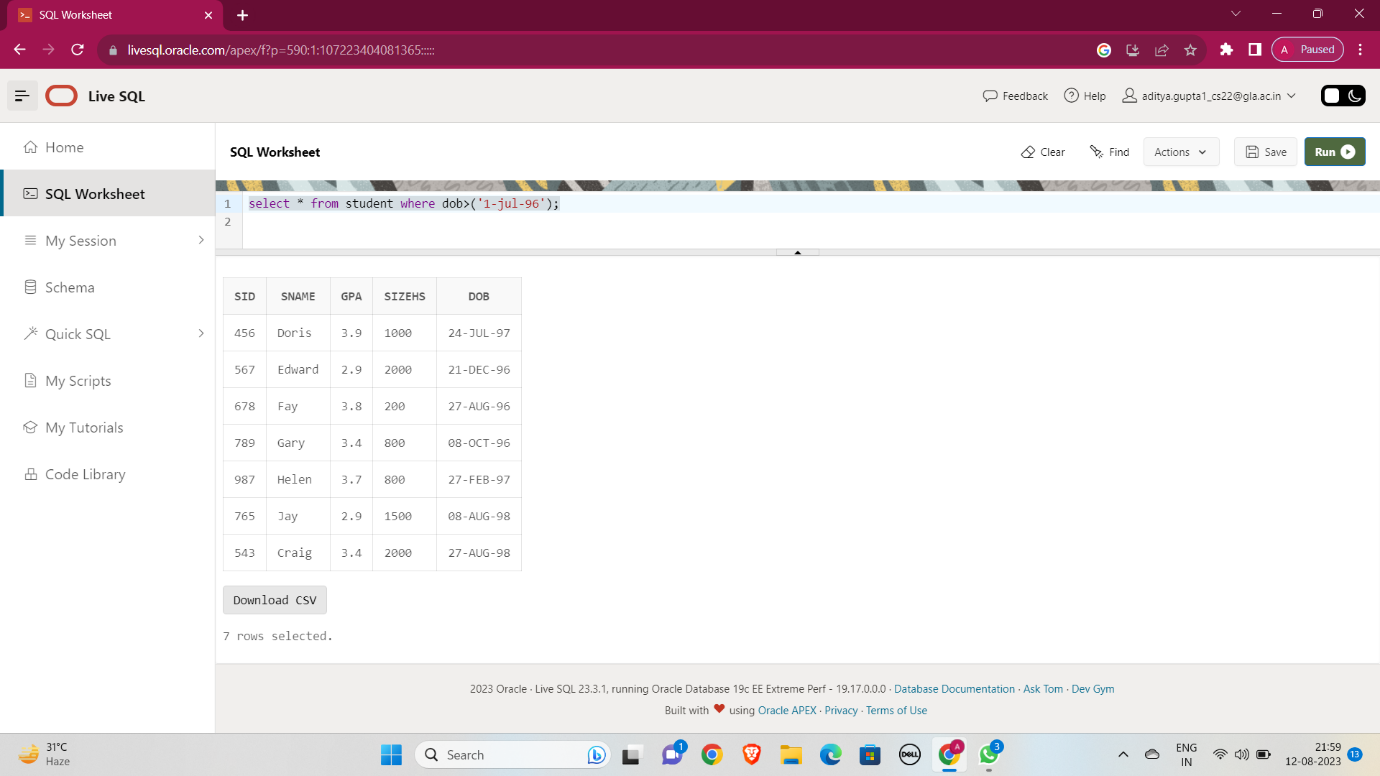 SQL Worksheet
livesql.oracle.com/apex/f?p=590:1:107223404081365:::::
A Paused
Live SQL
Feedback Help aditya.gupta1_cs22@gla.ac.in
Home
SQL Worksheet
My Session
Schema
Quick SQL
My Scripts
My Tutorials
Code Library
SQL Worksheet
Clear Find Actions Save Run
1 select * from student where dob>('1-jul-96');
2
SID SNAME GPA SIZEHS DOB
456 Doris 3.9 1000 24-JUL-97
567 Edward 2.9 2000 21-DEC-96
678 Fay 3.8 200 27-AUG-96
789 Gary 3.4 800 08-OCT-96
987 Helen 3.7 800 27-FEB-97
765 Jay 2.9 1500 08-AUG-98
543 Craig 3.4 2000 27-AUG-98
Download CSV
7 rows selected.
2023 Oracle · Live SQL 23.3.1, running Oracle Database 19c EE Extreme Perf - 19.17.0.0.0 · Database Documentation · Ask Tom · Dev Gym
Built with ❤ using Oracle APEX · Privacy · Terms of Use
31°C
Haze
Search
1
DELL
A
3
ENG
IN
21:59
12-08-2023
13